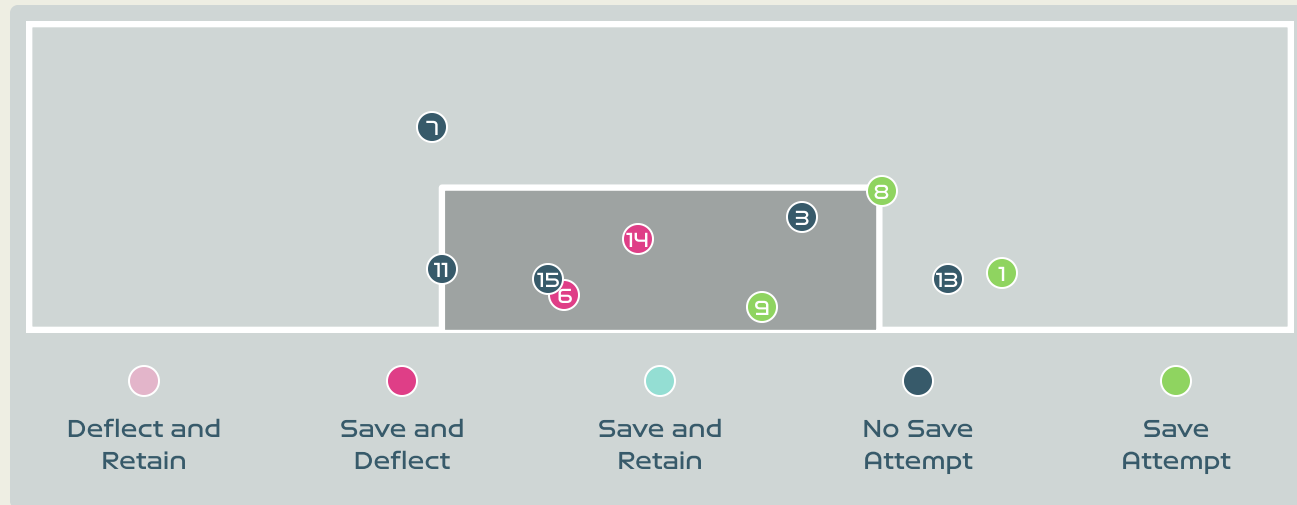 7
8
3
14
11
15
6
9
13
1
Deflect and
Retain
Save and
Deflect
Save and
Retain
No Save
Attempt
Save
Attempt